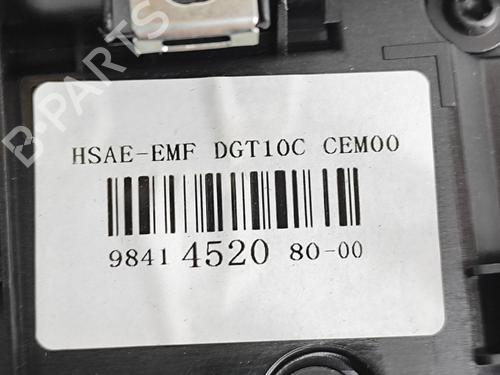 B-PARTS
HSAE-EMF DGT10C CEM00
9841 4520 80-00